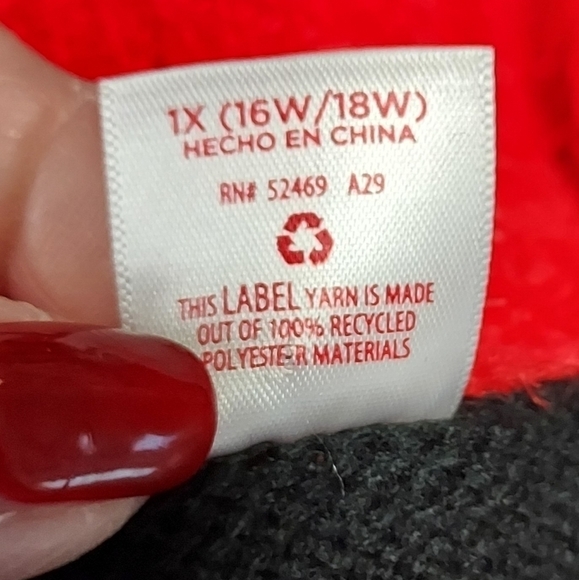 1X (16W/18W)
HECHO EN CHINA
RN# 52469 A29
THIS LABEL YARN IS MADE
OUT OF 100% RECYCLED
POLYESTER MATERIALS